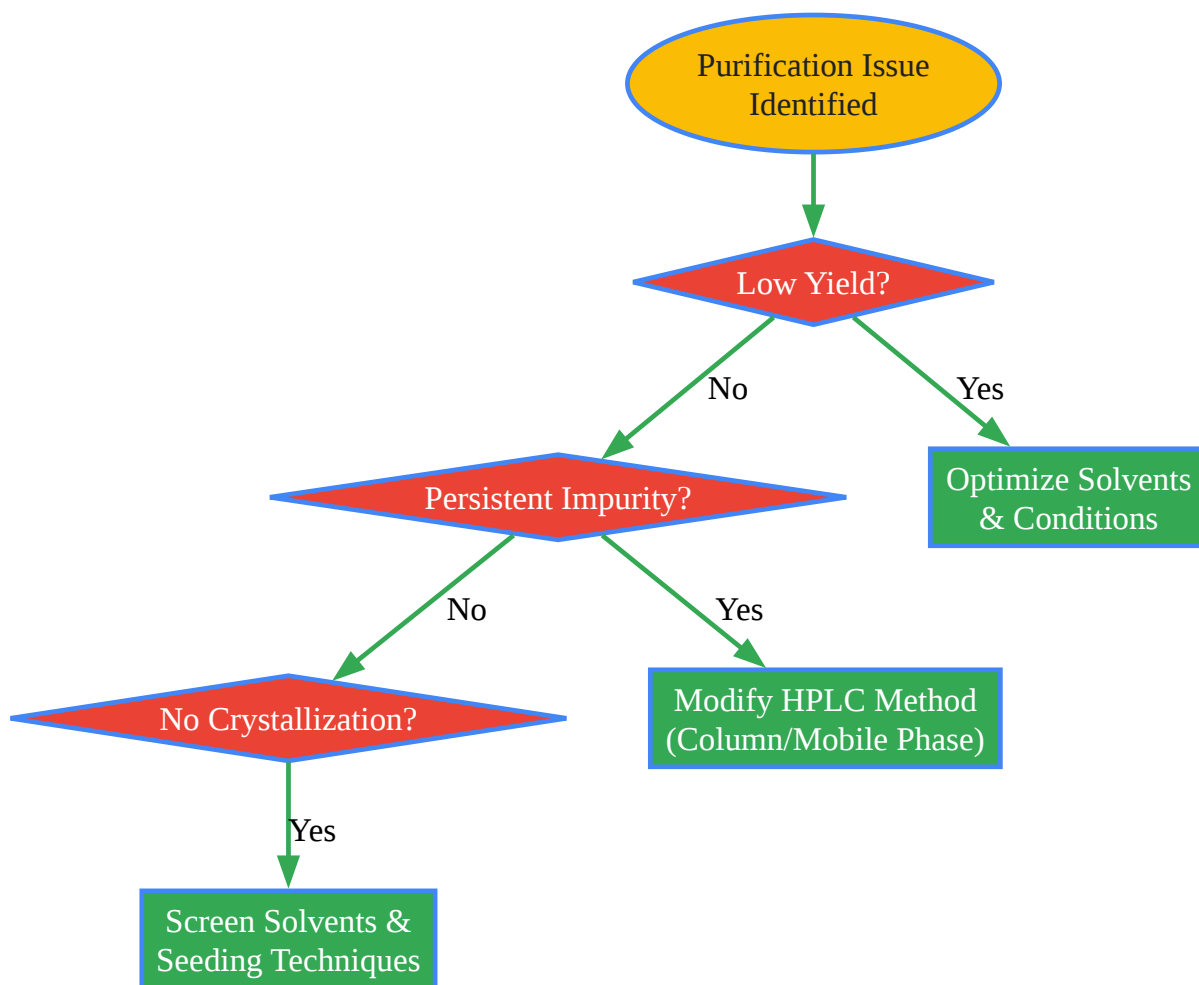 Purification Issue
Identified
Low Yield?
No
Yes
Persistent Impurity?
Optimize Solvents
& Conditions
No
Yes
No Crystallization?
Modify HPLC Method
(Column/Mobile Phase)
Yes
Screen Solvents &
Seeding Techniques